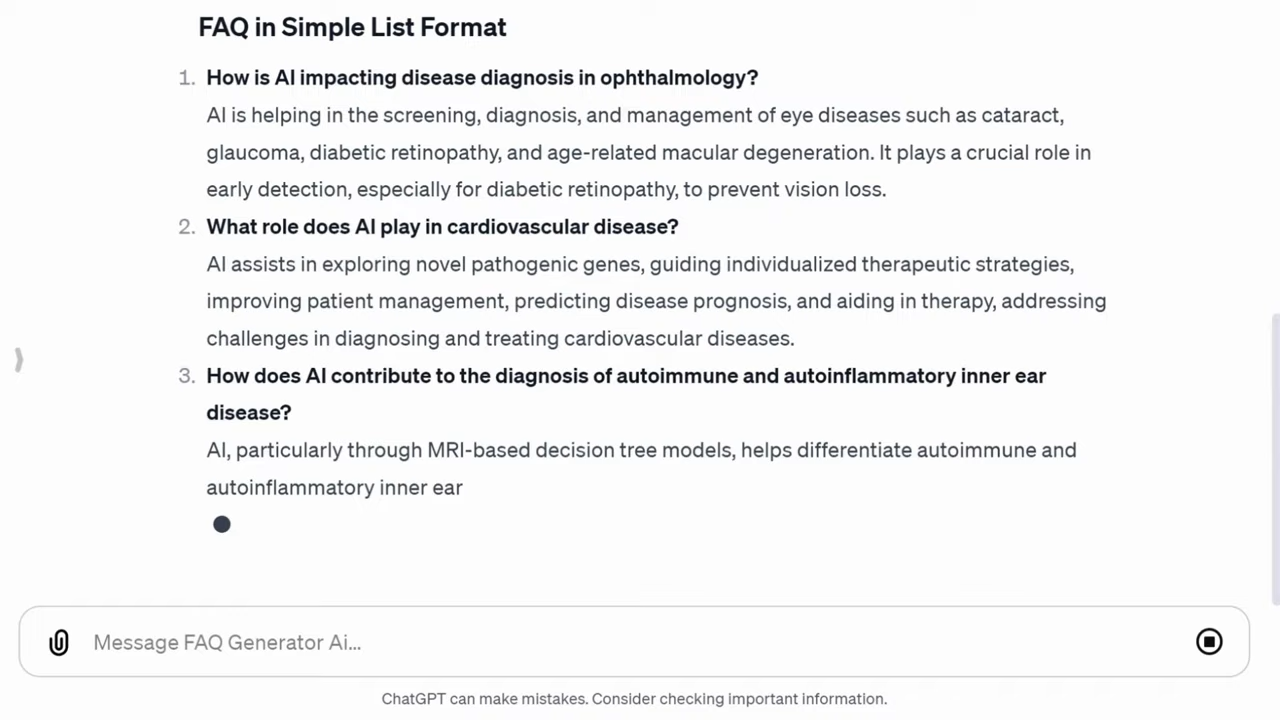 FAQ in Simple List Format
1. How is AI impacting disease diagnosis in ophthalmology?
AI is helping in the screening, diagnosis, and management of eye diseases such as cataract,
glaucoma, diabetic retinopathy, and age-related macular degeneration. It plays a crucial role in
early detection, especially for diabetic retinopathy, to prevent vision loss.
2. What role does AI play in cardiovascular disease?
AI assists in exploring novel pathogenic genes, guiding individualized therapeutic strategies,
improving patient management, predicting disease prognosis, and aiding in therapy, addressing
challenges in diagnosing and treating cardiovascular diseases.
3. How does AI contribute to the diagnosis of autoimmune and autoinflammatory inner ear
disease?
AI, particularly through MRI-based decision tree models, helps differentiate autoimmune and
autoinflammatory inner ear
Message FAQ Generator Ai...
ChatGPT can make mistakes. Consider checking important information.